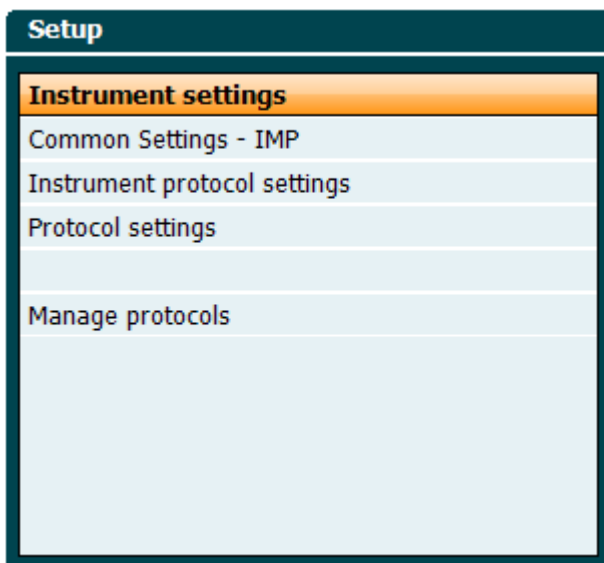 Setup
Instrument settings
Common Settings - IMP
Instrument protocol settings
Protocol settings
Manage protocols